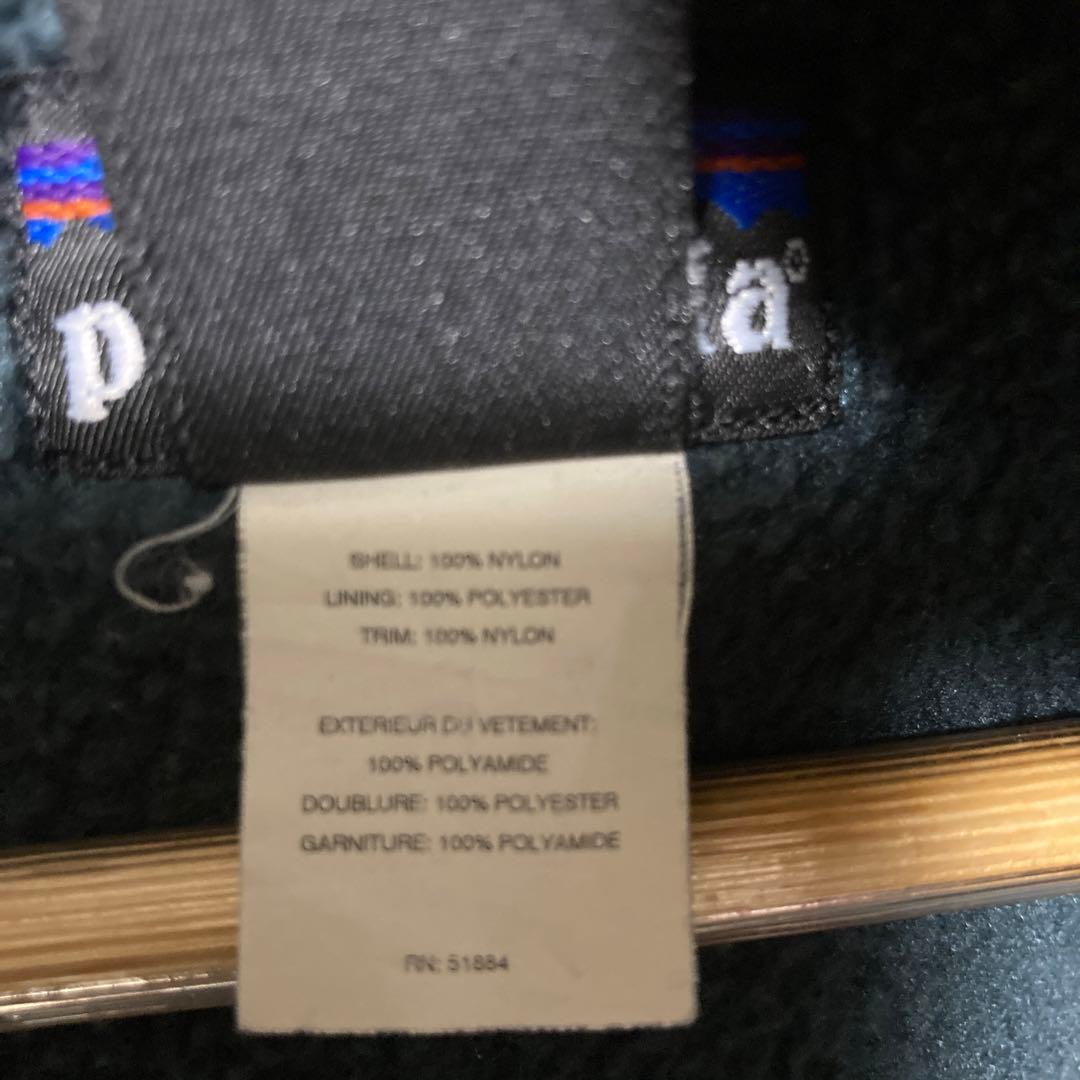 p ta®
SHELL: 100% NYLON
LINING: 100% POLYESTER
TRIM: 100% NYLON
EXTERIEUR DU VETEMENT:
100% POLYAMIDE
DOUBLURE: 100% POLYESTER
GARNITURE: 100% POLYAMIDE
RN: 51884